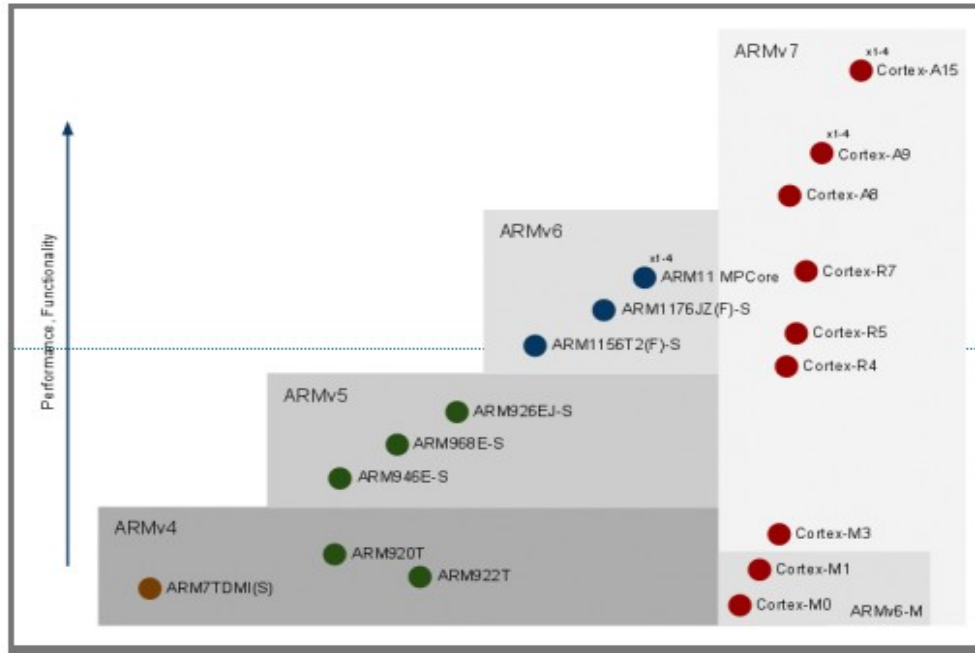 ARMv7
x1-4
Cortex-A15
x1-4
Cortex-A9
Cortex-A8
ARMv6
x1-4
ARM11 MPCore
Cortex-R7
ARM1176JZ(F)-S
Cortex-R5
ARM1156T2(F)-S
Cortex-R4
Performance, Functionality
ARMv5
ARM926EJ-S
ARM968E-S
ARM946E-S
ARMv4
Cortex-M3
ARM920T
Cortex-M1
ARM922T
ARM7TDMI(S)
Cortex-M0
ARMv6-M